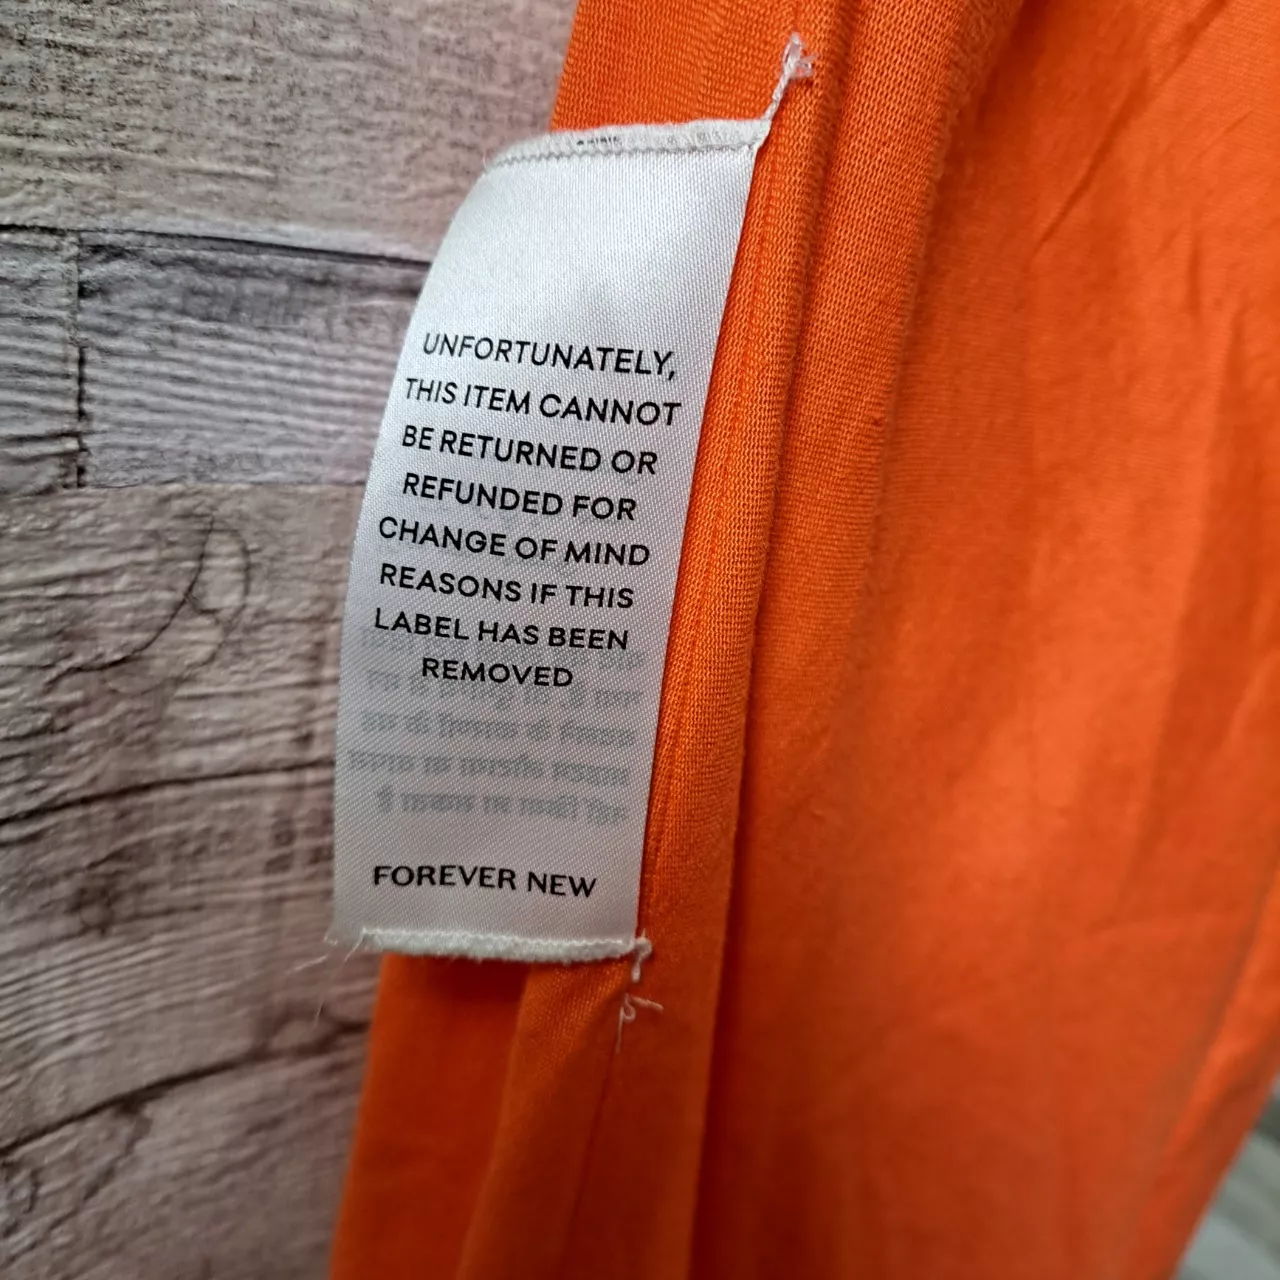 UNFORTUNATELY,
THIS ITEM CANNOT
BE RETURNED OR
REFUNDED FOR
CHANGE OF MIND
REASONS IF THIS
LABEL HAS BEEN
REMOVED
FOREVER NEW